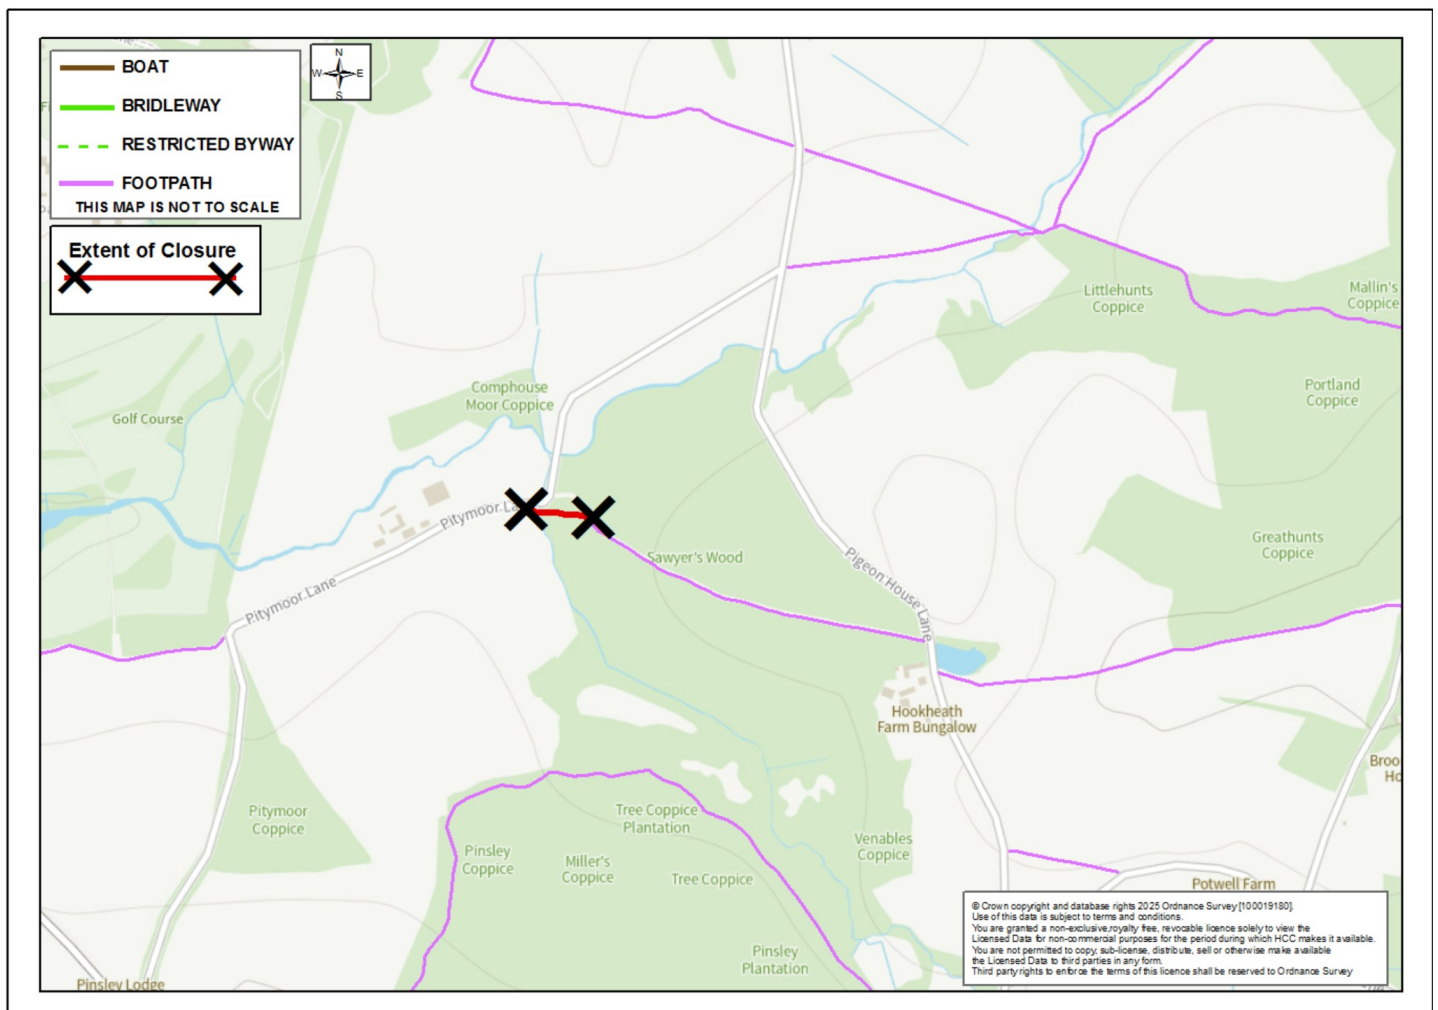 BOAT
BRIDLEWAY
RESTRICTED BYWAY
FOOTPATH
THIS MAP IS NOT TO SCALE
N
W E
S
Extent of Closure
Littlehunts
Coppice
Mallin's
Coppice
Comphouse
Moor Coppice
Portland
Coppice
Golf Course
Pitymoor
Sawyer's Wood
Greathunts
Coppice
Pigeon House Lane
Pitymoor Lane
Hookheath
Farm Bungalow
Pitymoor
Coppice
Tree Coppice
Plantation
Pinsley
Coppice
Miller's
Coppice
Tree Coppice
Venables
Coppice
Potwell Farm
Pinsley
Plantation
Pinsley Lodge
© Crown copyright and database rights 2025 Ordnance Survey [100019180].
Use of this data is subject to terms and conditions.
You are granted a non-exclusive,royalty free, revocable licence solely to view the
Licensed Data for non-commercial purposes for the period during which HCC makes it available.
You are not permitted to copy, sub-license, distribute, sell or otherwise make available
the Licensed Data to third parties in any form.
Third party rights to enforce the terms of this licence shall be reserved to Ordnance Survey